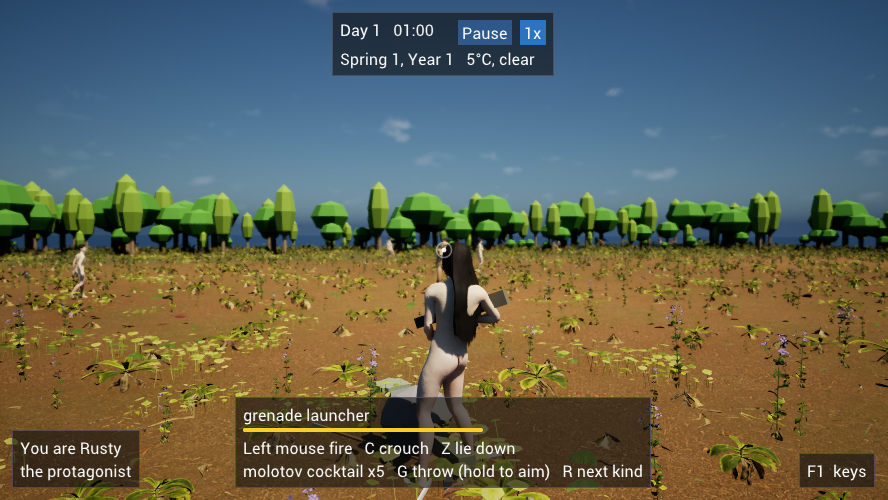 Day 1 01:00 Pause 1x
Spring 1, Year 1 5°C, clear
grenade launcher
Left mouse fire C crouch Z lie down
molotov cocktail x5 G throw (hold to aim) R next kind
You are Rusty
the protagonist
F1 keys